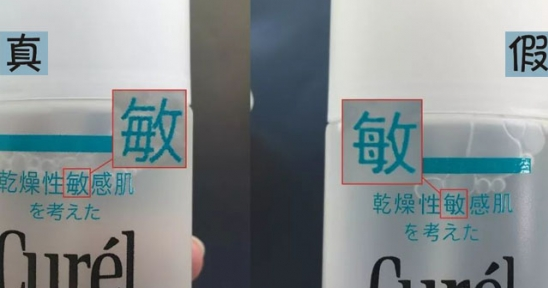 真
敏
乾燥性敏感肌
を考えた
Curél
假
敏
乾燥性敏感肌
を考えた
Curél